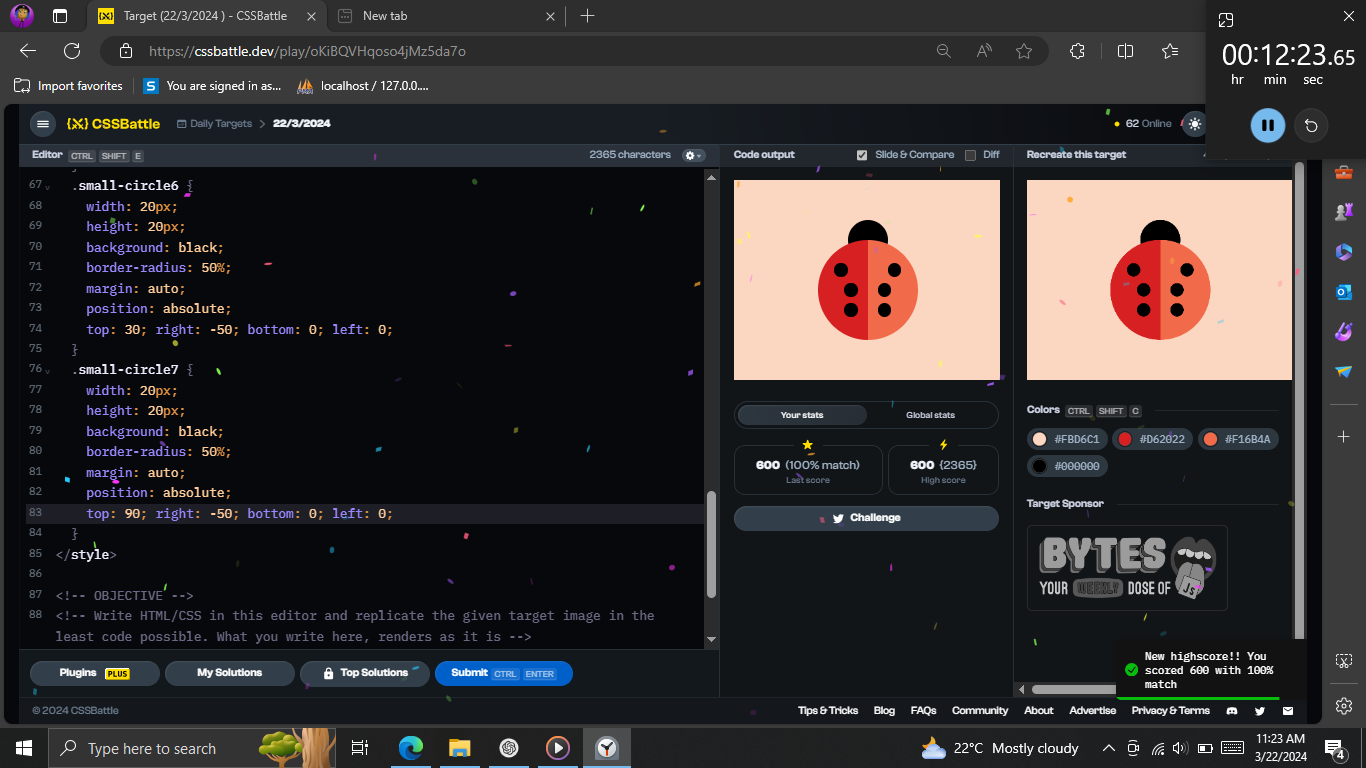 Target (22/3/2024 ) - CSSBattle
New tab
https://cssbattle.dev/play/oKiBQVHqoso4jMz5da7o
Import favorites
S
You are signed in as...
localhost / 127.0.0....
00:12:23.65
hr min sec
{X} CSSBattle
Daily Targets > 22/3/2024
62 Online
Editor CTRL SHIFT E
2365 characters
Code output
Slide & Compare
Diff
Recreate this target
67 .small-circle6 {
68 width: 20px;
69 height: 20px;
70 background: black;
71 border-radius: 50%;
72 margin: auto;
73 position: absolute;
74 top: 30; right: -50; bottom: 0; left: 0;
75 }
76 .small-circle7 {
77 width: 20px;
78 height: 20px;
79 background: black;
80 border-radius: 50%;
81 margin: auto;
82 position: absolute;
83 top: 90; right: -50; bottom: 0; left: 0;
84 }
85 </style>
86
87 <!-- OBJECTIVE -->
88 <!-- Write HTML/CSS in this editor and replicate the given target image in the
least code possible. What you write here, renders as it is -->
Your stats
Global stats
600 (100% match)
Last score
600 {2365}
High score
Challenge
Colors CTRL SHIFT C
#FBD6C1
#D62022
#F16B4A
#000000
Target Sponsor
BYTES
YOUR WEEKLY DOSE OF JS
New highscore!! You
scored 600 with 100%
match
Plugins PLUS
My Solutions
Top Solutions
Submit CTRL ENTER
© 2024 CSSBattle
Tips & Tricks
Blog
FAQs
Community
About
Advertise
Privacy & Terms
Type here to search
22°C Mostly cloudy
11:23 AM
3/22/2024
4